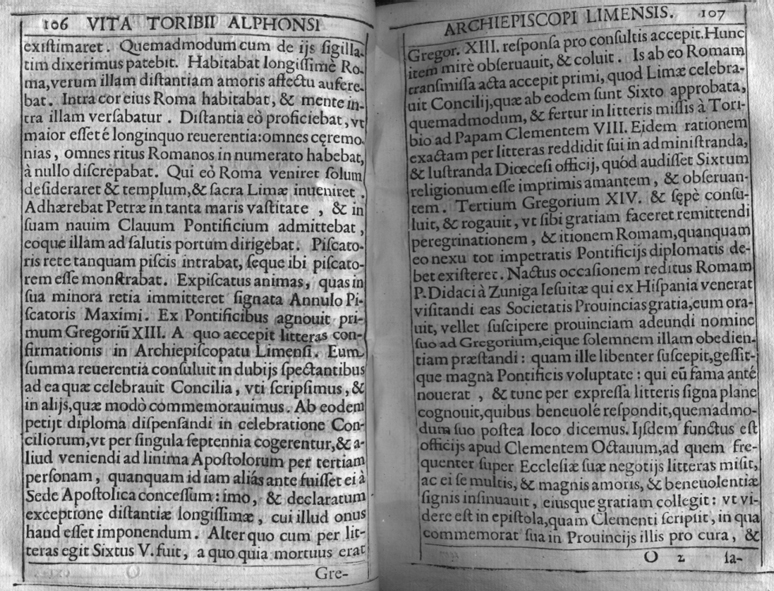 106 VITA TORIBII ALPHONSI
existimaret. Quemadmodum cum de ijs sigilla-
tim dixerimus patebit. Habitabat longissimè Ro-
ma, verum illam distantiam amoris affectu aufere-
bat. Intra cor eius Roma habitabat, & mente in-
tra illam versabatur. Distantia eò proficiebat, vt
maior esset è longinquo reuerentia: omnes cęremo
nias, omnes ritus Romanos in numerato habebat,
à nullo discrepabat. Qui eò Roma veniret solum
desideraret & templum, & sacra Limæ inueniret.
Adhærebat Petræ in tanta maris vastitate, & in
suam nauim Clauum Pontificium admittebat,
eoque illam ad salutis portum dirigebat. Piscato-
ris rete tanquam piscis intrabat, seque ibi piscato-
rem esse monstrabat. Expiscatus animas, quas in
sua minora retia immitteret signata Annulo Pi-
scatoris Maximi. Ex Pontificibus agnouit pri-
mum Gregoriū XIII. A quo accepit litteras con-
firmationis in Archiepiscopatu Limensi. Eum
summa reuerentia consuluit in dubijs spectantibus
ad ea quæ celebrauit Concilia, vti scripsimus, &
in alijs, quæ modò commemorauimus. Ab eodem
petijt diploma dispensandi in celebratione Con-
ciliorum, vt per singula septennia cogerentur, & a-
liud veniendi ad limina Apostolorum per tertiam
personam, quanquam id iam aliàs ante fuisset ei à
Sede Apostolica concessum: imo, & declaratum
exceptione distantiæ longissimæ, cui illud onus
haud esset imponendum. Alter quo cum per lit-
teras egit Sixtus V. fuit, a quo quia mortuus erat
Gre-
ARCHIEPISCOPI LIMENSIS. 107
Gregor. XIII. responsa pro consultis accepit. Hunc
item mirè obseruauit, & coluit. Is ab eo Romam
transmissa acta accepit primi, quod Limæ celebra-
uit Concilij, quæ ab eodem sunt Sixto approbata,
quemadmodum, & fertur in litteris missis à Tori-
bio ad Papam Clementem VIII. Eidem rationem
exactam per litteras reddidit sui in administranda,
& lustranda Diœcesi officij, quód audisset Sixtum
religionum esse imprimis amantem, & obseruan-
tem. Tertium Gregorium XIV. & sępè consu-
luit, & rogauit, vt sibi gratiam faceret remittendi
peregrinationem, & itionem Romam, quanquam
eo nexu tot impetratis Pontificijs diplomatis de-
bet existeret. Nactus occasionem reditus Romam
P. Didaci à Zuniga Iesuitæ qui ex Hispania venerat
visitandi eas Societatis Prouincias gratia, eum ora-
uit, vellet suscipere prouinciam adeundi nomine
suo ad Gregorium, eique solemnem illam obedien-
tiam præstandi: quam ille libenter suscepit, gessit-
que magnà Pontificis voluptate: qui eū fama antè
nouerat, & tunc per expressa litteris signa plane
cognouit, quibus beneuolè respondit, quemadmo-
dum suo postea loco dicemus. Ijsdem functus est
officijs apud Clementem Octauum, ad quem fre-
quenter super Ecclesiæ suæ negotijs litteras misit,
ac ei se multis, & magnis amoris, & beneuolentiæ
signis insinuauit, eiusque gratiam collegit: vt vi-
dere est in epistola, quam Clementi scripsit, in qua
commemorat sua in Prouincijs illis pro cura, &
O 2 ia-